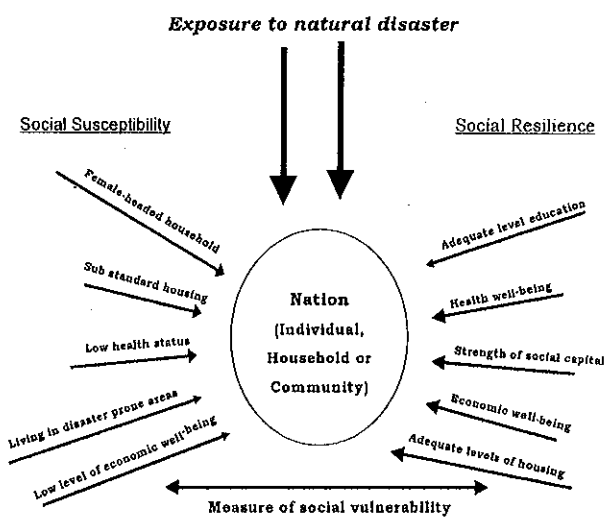 Exposure to natural disaster
Social Susceptibility
Social Resilience
Female-headed household
Sub standard housing
Low health status
Living in disaster prone areas
Low level of economic well-being
Nation
(Individual,
Household or
Community)
Adequate level education
Health well-being
Strength of social capital
Economic well-being
Adequate levels of housing
Measure of social vulnerability